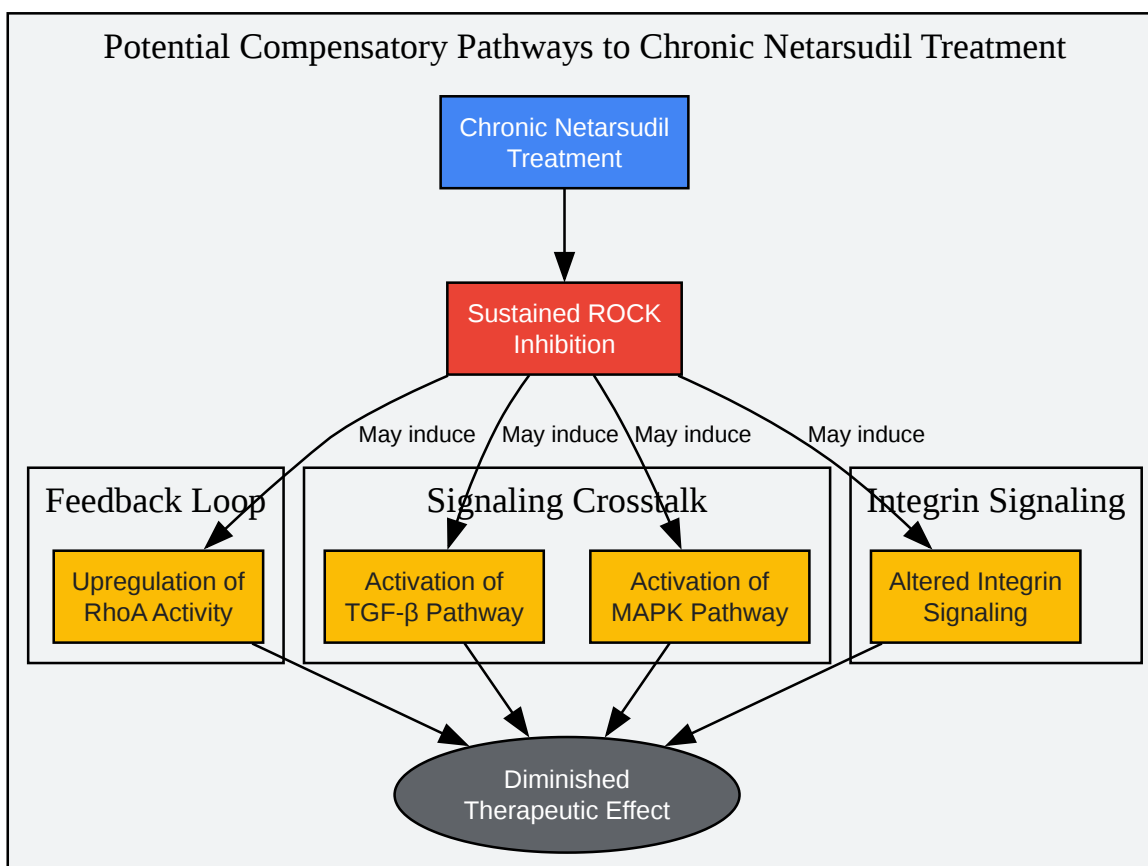 Potential Compensatory Pathways to Chronic Netarsudil Treatment
Chronic Netarsudil
Treatment
Sustained ROCK
Inhibition
May induce
May induce
May induce
May induce
Feedback Loop
Signaling Crosstalk
Integrin Signaling
Upregulation of
RhoA Activity
Activation of
TGF-β Pathway
Activation of
MAPK Pathway
Altered Integrin
Signaling
Diminished
Therapeutic Effect